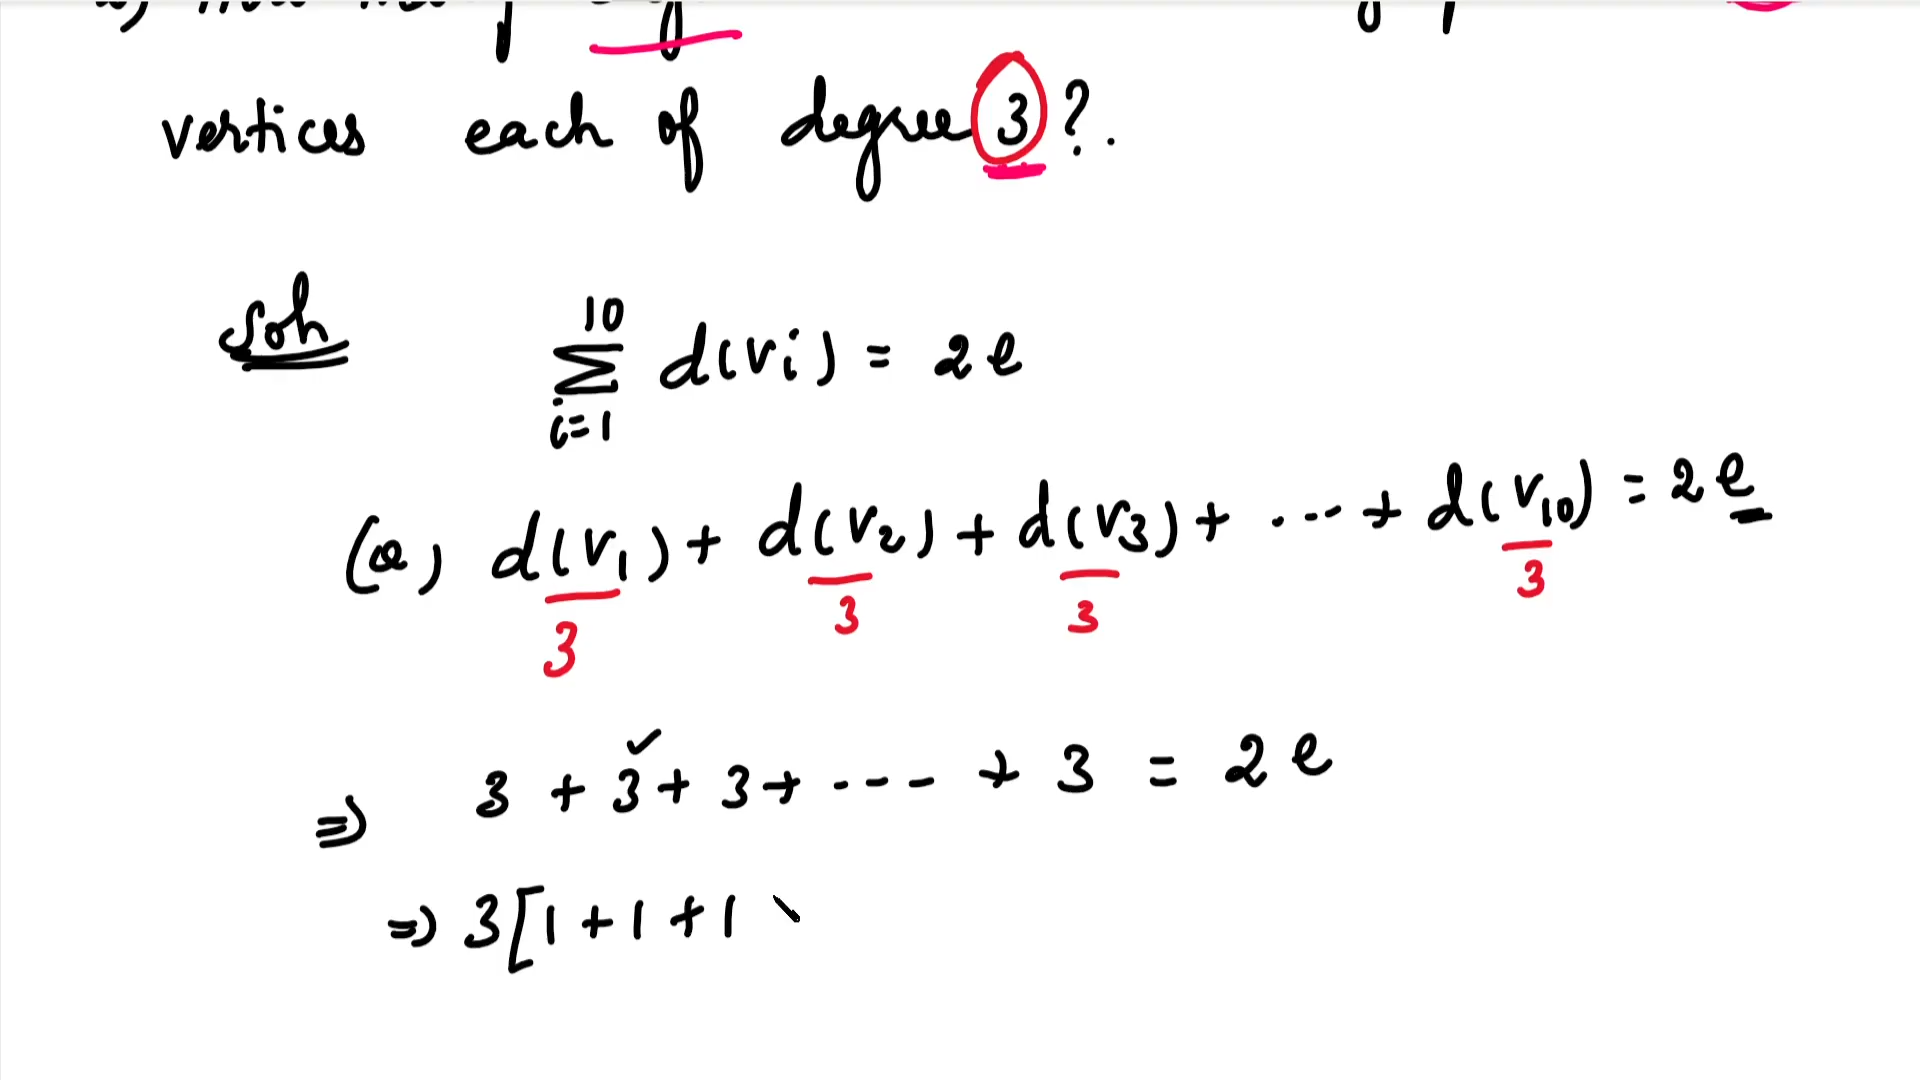 vertices each of degree 3 ?.
Soln
10
Σ d(vi) = 2e
i=1
(a) d(v₁) + d(v₂) + d(v₃) + ... + d(v₁₀) = 2e
3 3 3 3
✓
⇒ 3 + 3 + 3 + ---- + 3 = 2e
⇒ 3[1 + 1 + 1